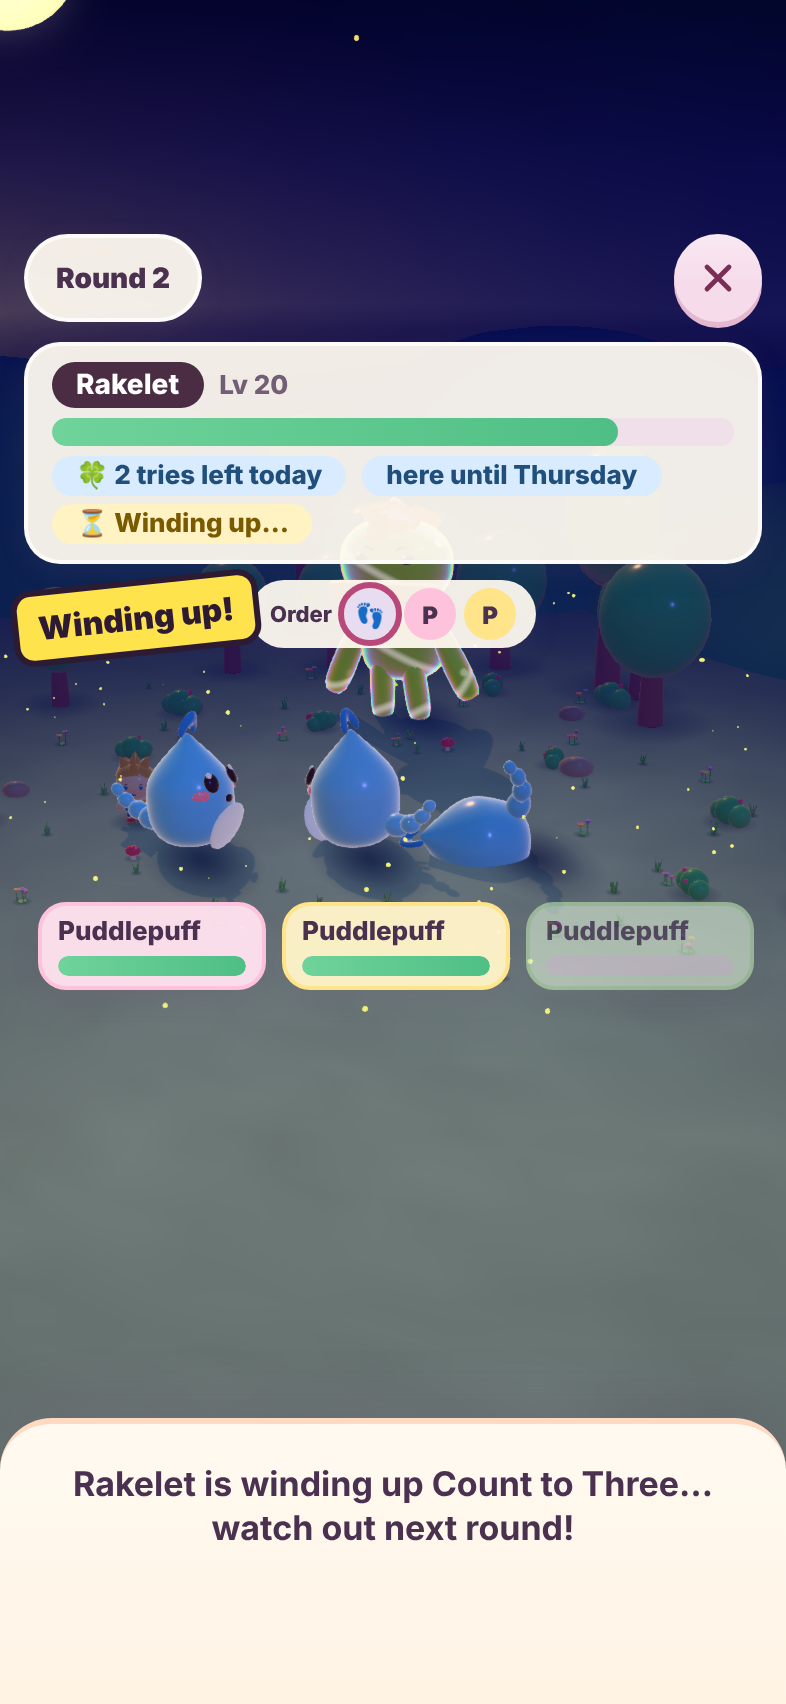 Round 2
Rakelet Lv 20
🍀 2 tries left today here until Thursday
⏳ Winding up...
Winding up!
Order 👣 P P
Puddlepuff Puddlepuff Puddlepuff
Rakelet is winding up Count to Three...
watch out next round!